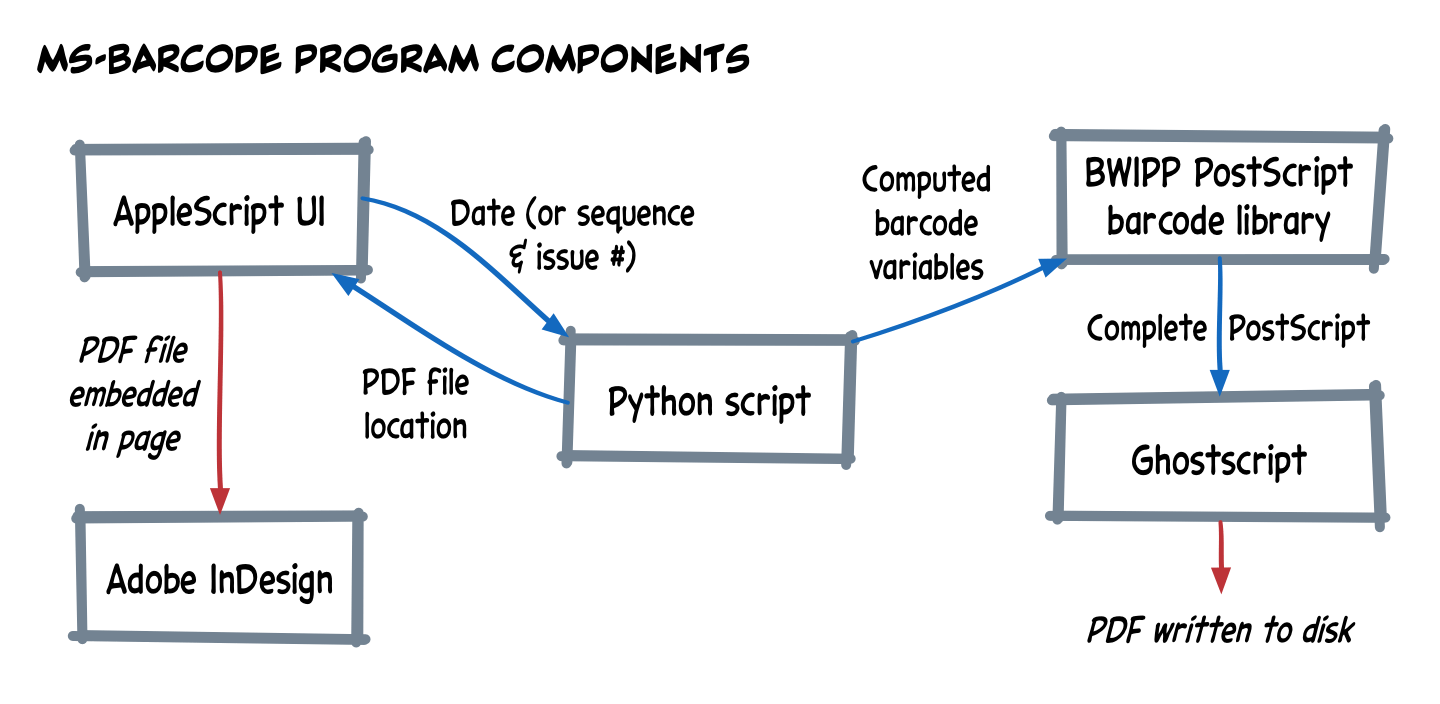 MS-BARCODE PROGRAM COMPONENTS
AppleScript UI
Date (or sequence
& issue #)
Computed
barcode
variables
BWIPP PostScript
barcode library
PDF file
embedded
in page
PDF file
location
Python script
Complete PostScript
Ghostscript
Adobe InDesign
PDF written to disk